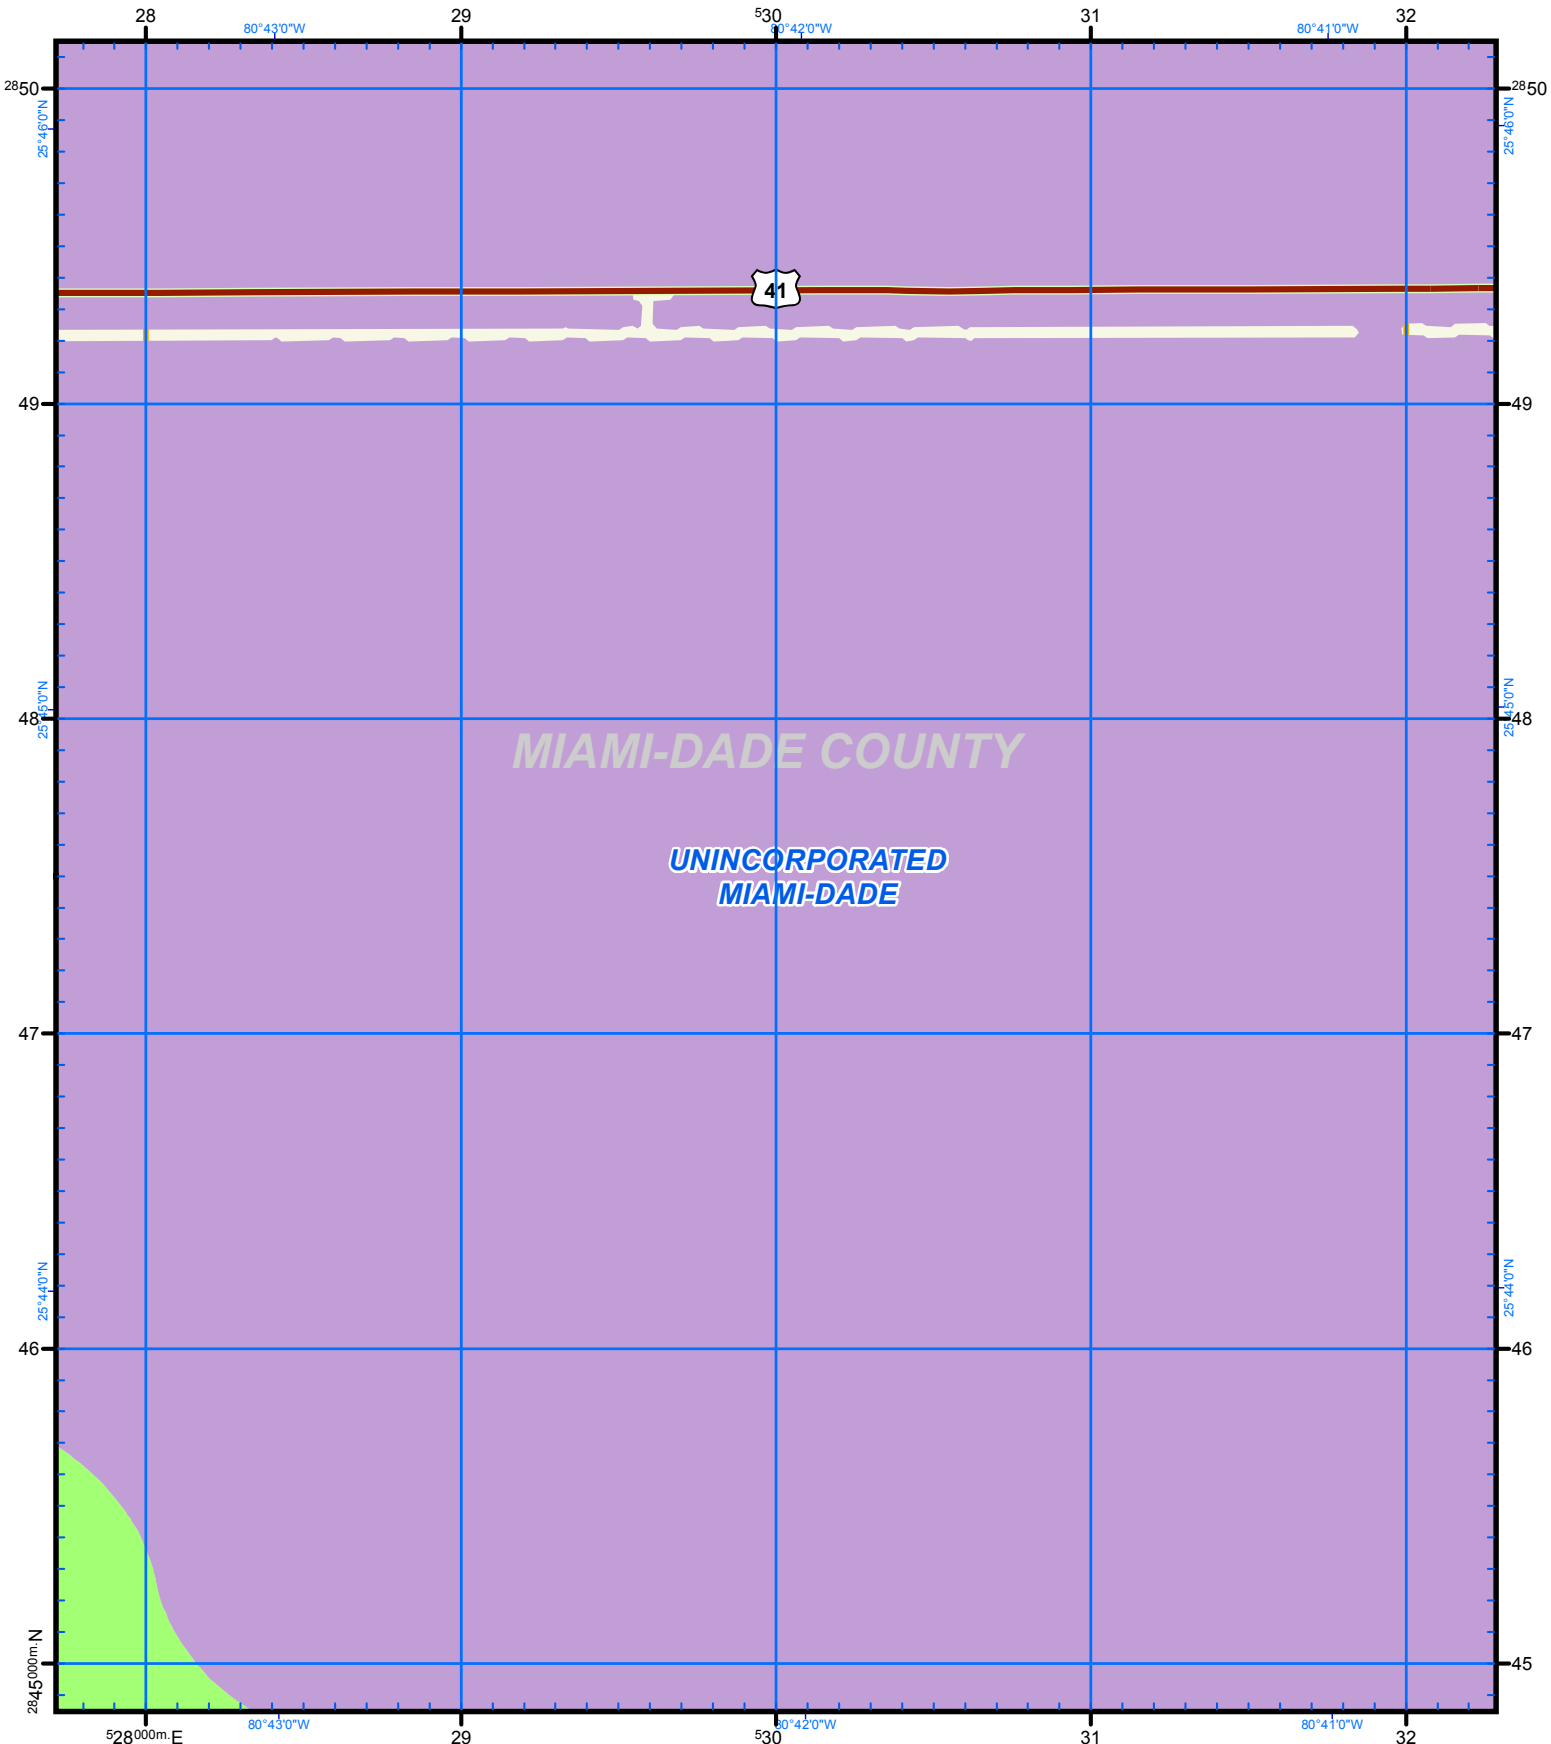 28 29 530 31 32
80°43'0"W 80°42'0"W 80°41'0"W
2850 2850
25°46'0"N 25°46'0"N
41
49 49
25°45'0"N 25°45'0"N
48 48
MIAMI-DADE COUNTY
UNINCORPORATED
MIAMI-DADE
47 47
25°44'0"N 25°44'0"N
46 46
2845000m.N 45
80°43'0"W 80°42'0"W 80°41'0"W
528000m.E 29 530 31 32